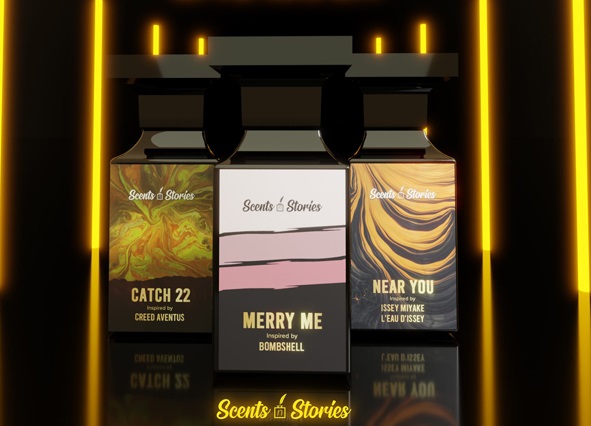 Scents Stories
CATCH 22
Inspired by
CREED AVENTUS
Scents Stories
MERRY ME
Inspired by
BOMBSHELL
Scents Stories
NEAR YOU
Inspired by
ISSEY MIYAKE
L'EAU D'ISSEY
Scents Stories